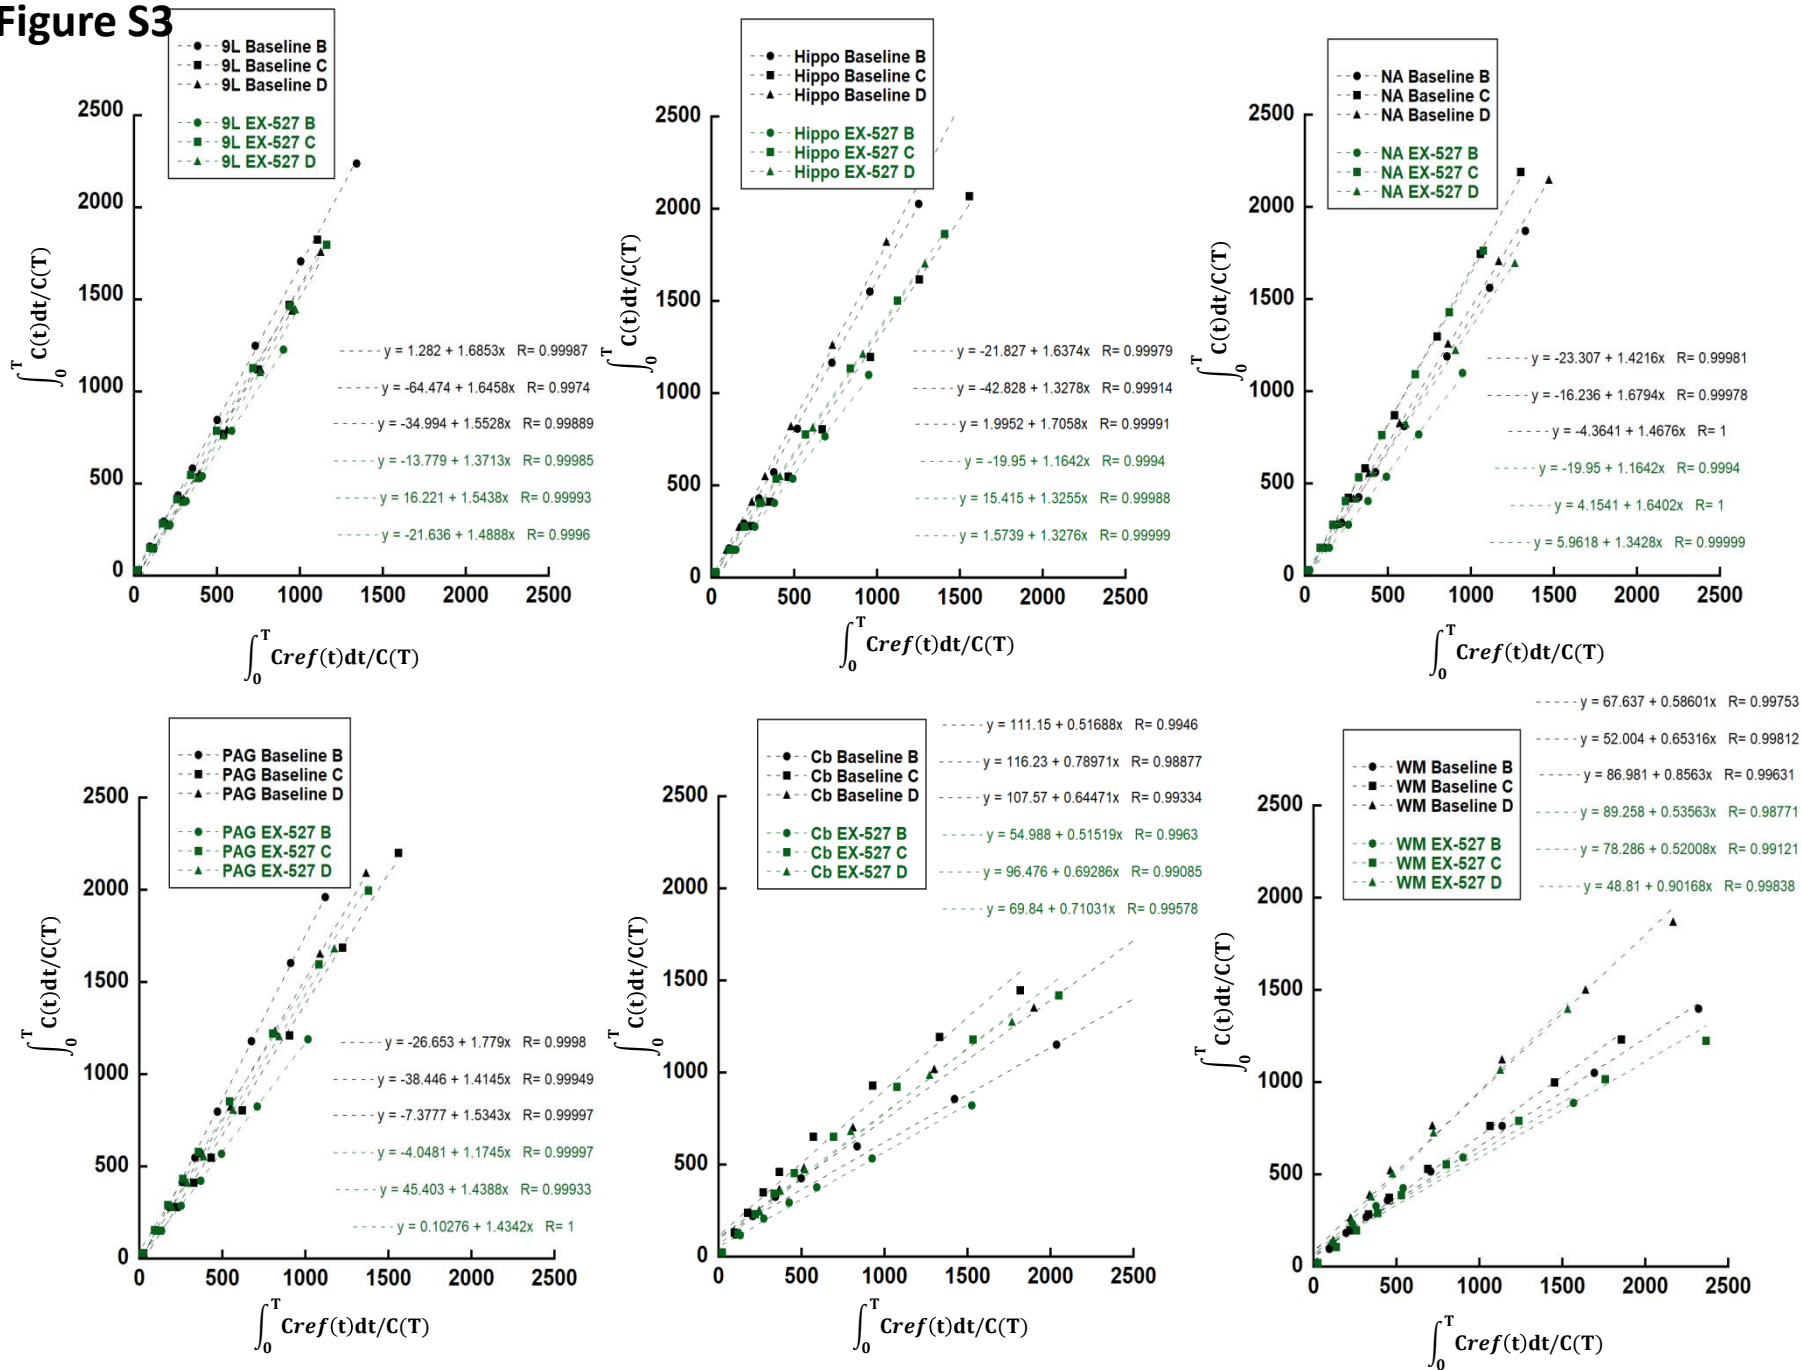 Figure S3
9L Baseline B
9L Baseline C
9L Baseline D
9L EX-527 B
9L EX-527 C
9L EX-527 D
2500
2000
1500
1000
500
0
0 500 1000 1500 2000 2500
∫₀ᵀ C(t)dt/C(T)
∫₀ᵀ Cref(t)dt/C(T)
y = 1.282 + 1.6853x R= 0.99987
y = -64.474 + 1.6458x R= 0.9974
y = -34.994 + 1.5528x R= 0.99889
y = -13.779 + 1.3713x R= 0.99985
y = 16.221 + 1.5438x R= 0.99993
y = -21.636 + 1.4888x R= 0.9996
Hippo Baseline B
Hippo Baseline C
Hippo Baseline D
Hippo EX-527 B
Hippo EX-527 C
Hippo EX-527 D
2500
2000
1500
1000
500
0
0 500 1000 1500 2000 2500
∫₀ᵀ C(t)dt/C(T)
∫₀ᵀ Cref(t)dt/C(T)
y = -21.827 + 1.6374x R= 0.99979
y = -42.828 + 1.3278x R= 0.99914
y = 1.9952 + 1.7058x R= 0.99991
y = -19.95 + 1.1642x R= 0.9994
y = 15.415 + 1.3255x R= 0.99988
y = 1.5739 + 1.3276x R= 0.99999
NA Baseline B
NA Baseline C
NA Baseline D
NA EX-527 B
NA EX-527 C
NA EX-527 D
2500
2000
1500
1000
500
0
0 500 1000 1500 2000 2500
∫₀ᵀ C(t)dt/C(T)
∫₀ᵀ Cref(t)dt/C(T)
y = -23.307 + 1.4216x R= 0.99981
y = -16.236 + 1.6794x R= 0.99978
y = -4.3641 + 1.4676x R= 1
y = -19.95 + 1.1642x R= 0.9994
y = 4.1541 + 1.6402x R= 1
y = 5.9618 + 1.3428x R= 0.99999
PAG Baseline B
PAG Baseline C
PAG Baseline D
PAG EX-527 B
PAG EX-527 C
PAG EX-527 D
2500
2000
1500
1000
500
0
0 500 1000 1500 2000 2500
∫₀ᵀ C(t)dt/C(T)
∫₀ᵀ Cref(t)dt/C(T)
y = -26.653 + 1.779x R= 0.9998
y = -38.446 + 1.4145x R= 0.99949
y = -7.3777 + 1.5343x R= 0.99997
y = -4.0481 + 1.1745x R= 0.99997
y = 45.403 + 1.4388x R= 0.99933
y = 0.10276 + 1.4342x R= 1
Cb Baseline B
Cb Baseline C
Cb Baseline D
Cb EX-527 B
Cb EX-527 C
Cb EX-527 D
2500
2000
1500
1000
500
0
0 500 1000 1500 2000 2500
∫₀ᵀ C(t)dt/C(T)
∫₀ᵀ Cref(t)dt/C(T)
y = 111.15 + 0.51688x R= 0.9946
y = 116.23 + 0.78971x R= 0.98877
y = 107.57 + 0.64471x R= 0.99334
y = 54.988 + 0.51519x R= 0.9963
y = 96.476 + 0.69286x R= 0.99085
y = 69.84 + 0.71031x R= 0.99578
WM Baseline B
WM Baseline C
WM Baseline D
WM EX-527 B
WM EX-527 C
WM EX-527 D
2500
2000
1500
1000
500
0
0 500 1000 1500 2000 2500
∫₀ᵀ C(t)dt/C(T)
∫₀ᵀ Cref(t)dt/C(T)
y = 67.637 + 0.58601x R= 0.99753
y = 52.004 + 0.65316x R= 0.99812
y = 86.981 + 0.8563x R= 0.99631
y = 89.258 + 0.53563x R= 0.98771
y = 78.286 + 0.52008x R= 0.99121
y = 48.81 + 0.90168x R= 0.99838